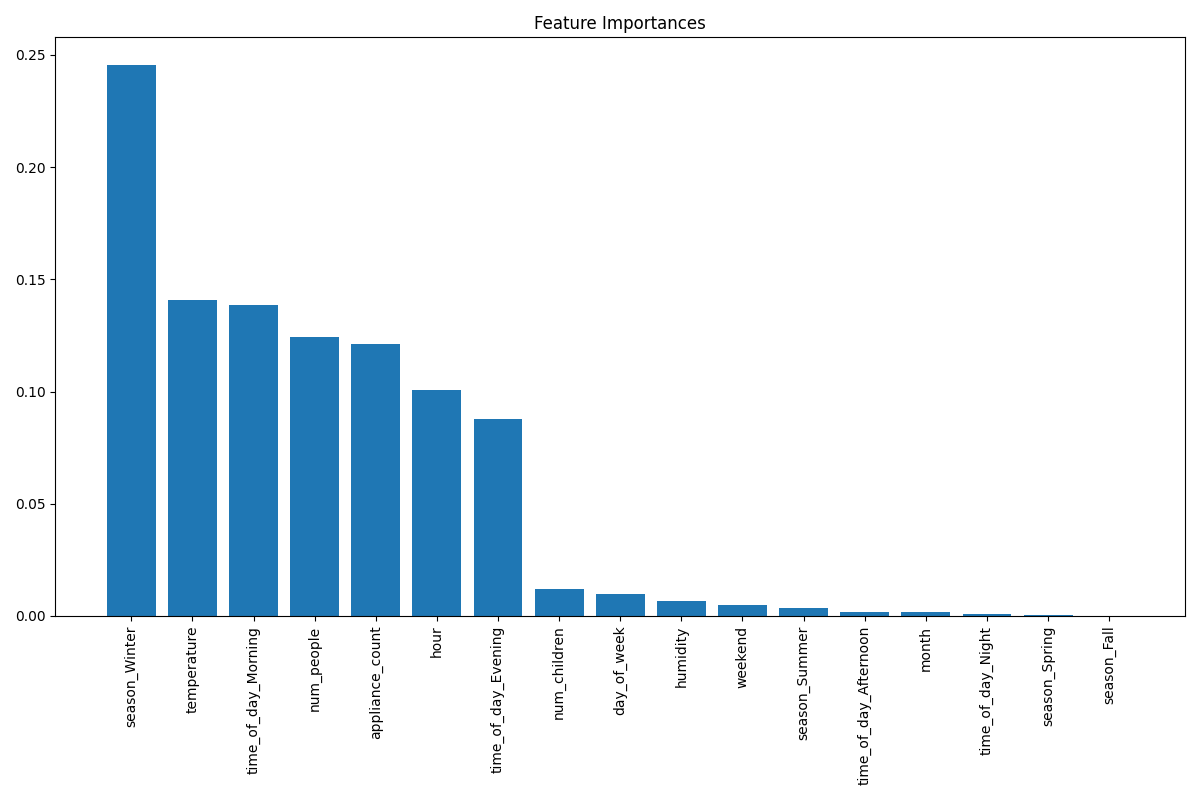 Feature Importances
0.25
0.20
0.15
0.10
0.05
0.00
season_Winter
temperature
time_of_day_Morning
num_people
appliance_count
hour
time_of_day_Evening
num_children
day_of_week
humidity
weekend
season_Summer
time_of_day_Afternoon
month
time_of_day_Night
season_Spring
season_Fall